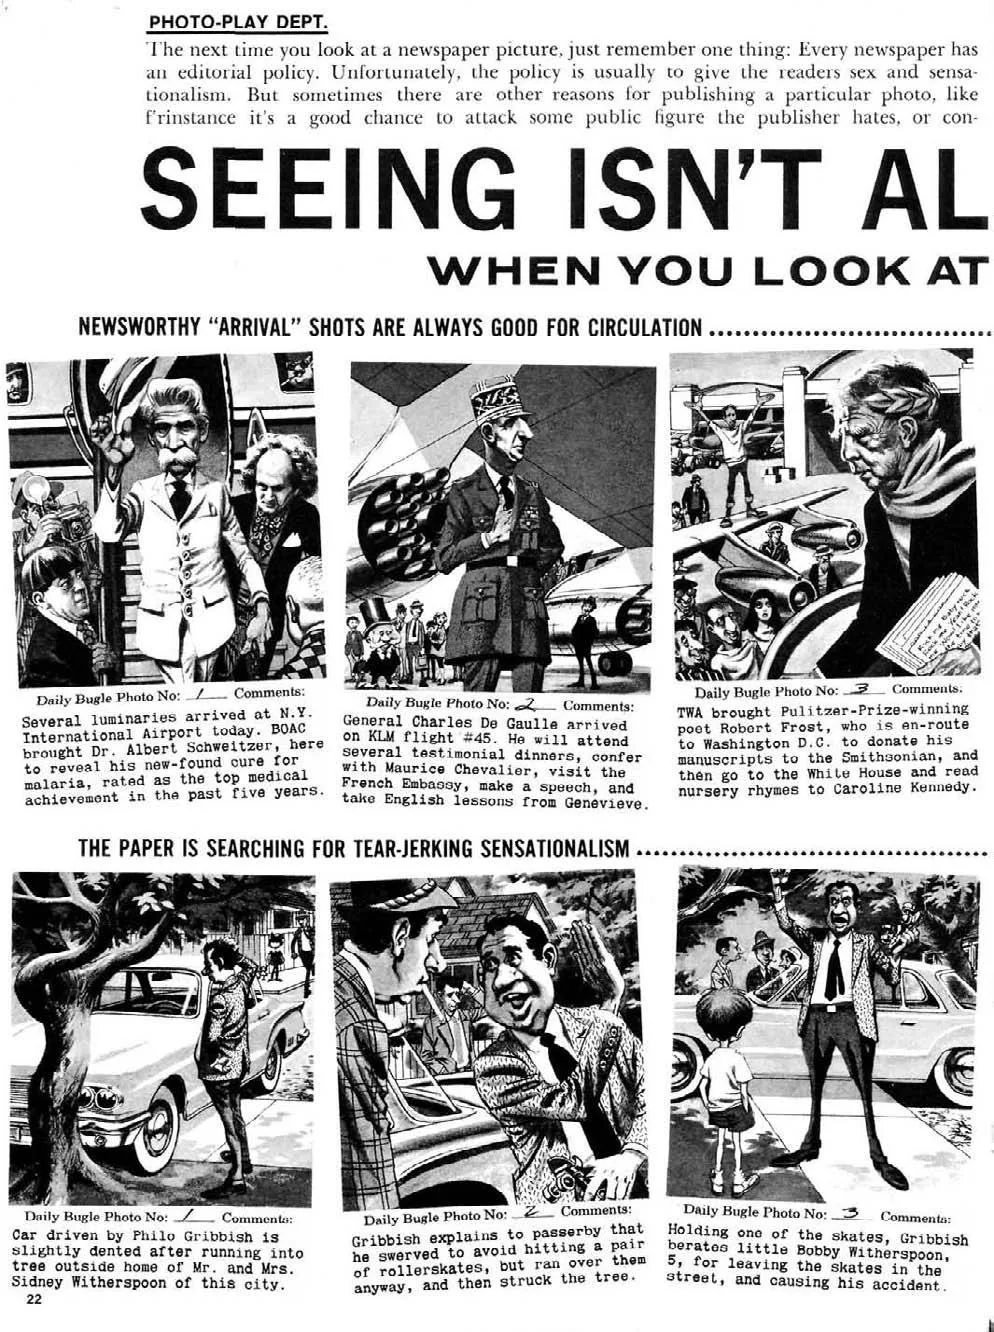 PHOTO-PLAY DEPT.
The next time you look at a newspaper picture, just remember one thing: Every newspaper has
an editorial policy. Unfortunately, the policy is usually to give the readers sex and sensa-
tionalism. But sometimes there are other reasons for publishing a particular photo, like
f'rinstance it's a good chance to attack some public figure the publisher hates, or con-
SEEING ISN'T AL
WHEN YOU LOOK AT
NEWSWORTHY "ARRIVAL" SHOTS ARE ALWAYS GOOD FOR CIRCULATION ................................
Daily Bugle Photo No: 1 Comments:
Several luminaries arrived at N.Y.
International Airport today. BOAC
brought Dr. Albert Schweitzer, here
to reveal his new-found cure for
malaria, rated as the top medical
achievement in the past five years.
Daily Bugle Photo No: 2 Comments:
General Charles De Gaulle arrived
on KLM flight #45. He will attend
several testimonial dinners, confer
with Maurice Chevalier, visit the
French Embassy, make a speech, and
take English lessons from Genevieve.
Daily Bugle Photo No: 3 Comments:
TWA brought Pulitzer-Prize-winning
poet Robert Frost, who is en-route
to Washington D.C. to donate his
manuscripts to the Smithsonian, and
then go to the White House and read
nursery rhymes to Caroline Kennedy.
THE PAPER IS SEARCHING FOR TEAR-JERKING SENSATIONALISM ........................................
Daily Bugle Photo No: 1 Comments:
Car driven by Philo Gribbish is
slightly dented after running into
tree outside home of Mr. and Mrs.
Sidney Witherspoon of this city.
Daily Bugle Photo No: 2 Comments:
Gribbish explains to passerby that
he swerved to avoid hitting a pair
of rollerskates, but ran over them
anyway, and then struck the tree.
Daily Bugle Photo No: 3 Comments:
Holding one of the skates, Gribbish
berates little Bobby Witherspoon,
5, for leaving the skates in the
street, and causing his accident.
22